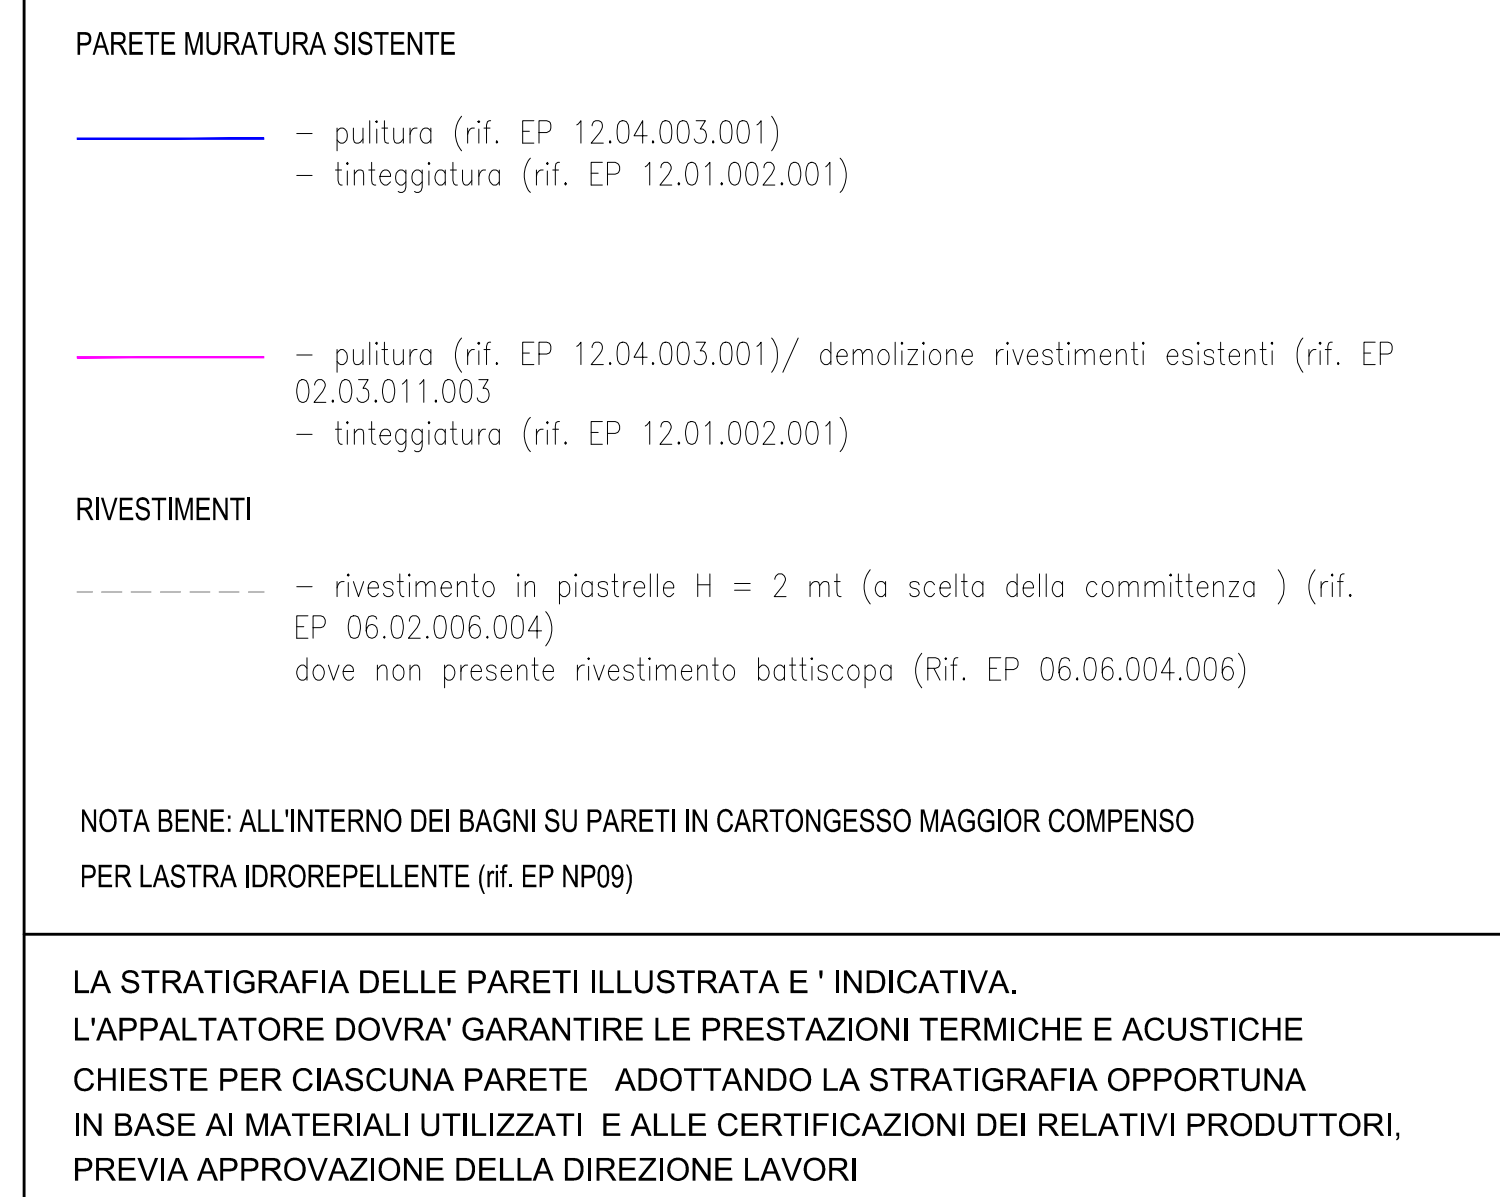 PARETE MURATURA SISTENTE
– pulitura (rif. EP 12.04.003.001)
– tinteggiatura (rif. EP 12.01.002.001)
– pulitura (rif. EP 12.04.003.001)/ demolizione rivestimenti esistenti (rif. EP
02.03.011.003
– tinteggiatura (rif. EP 12.01.002.001)
RIVESTIMENTI
– rivestimento in piastrelle H = 2 mt (a scelta della committenza ) (rif.
EP 06.02.006.004)
dove non presente rivestimento battiscopa (Rif. EP 06.06.004.006)
NOTA BENE: ALL'INTERNO DEI BAGNI SU PARETI IN CARTONGESSO MAGGIOR COMPENSO
PER LASTRA IDROREPELLENTE (rif. EP NP09)
LA STRATIGRAFIA DELLE PARETI ILLUSTRATA E ' INDICATIVA.
L'APPALTATORE DOVRA' GARANTIRE LE PRESTAZIONI TERMICHE E ACUSTICHE
CHIESTE PER CIASCUNA PARETE ADOTTANDO LA STRATIGRAFIA OPPORTUNA
IN BASE AI MATERIALI UTILIZZATI E ALLE CERTIFICAZIONI DEI RELATIVI PRODUTTORI,
PREVIA APPROVAZIONE DELLA DIREZIONE LAVORI